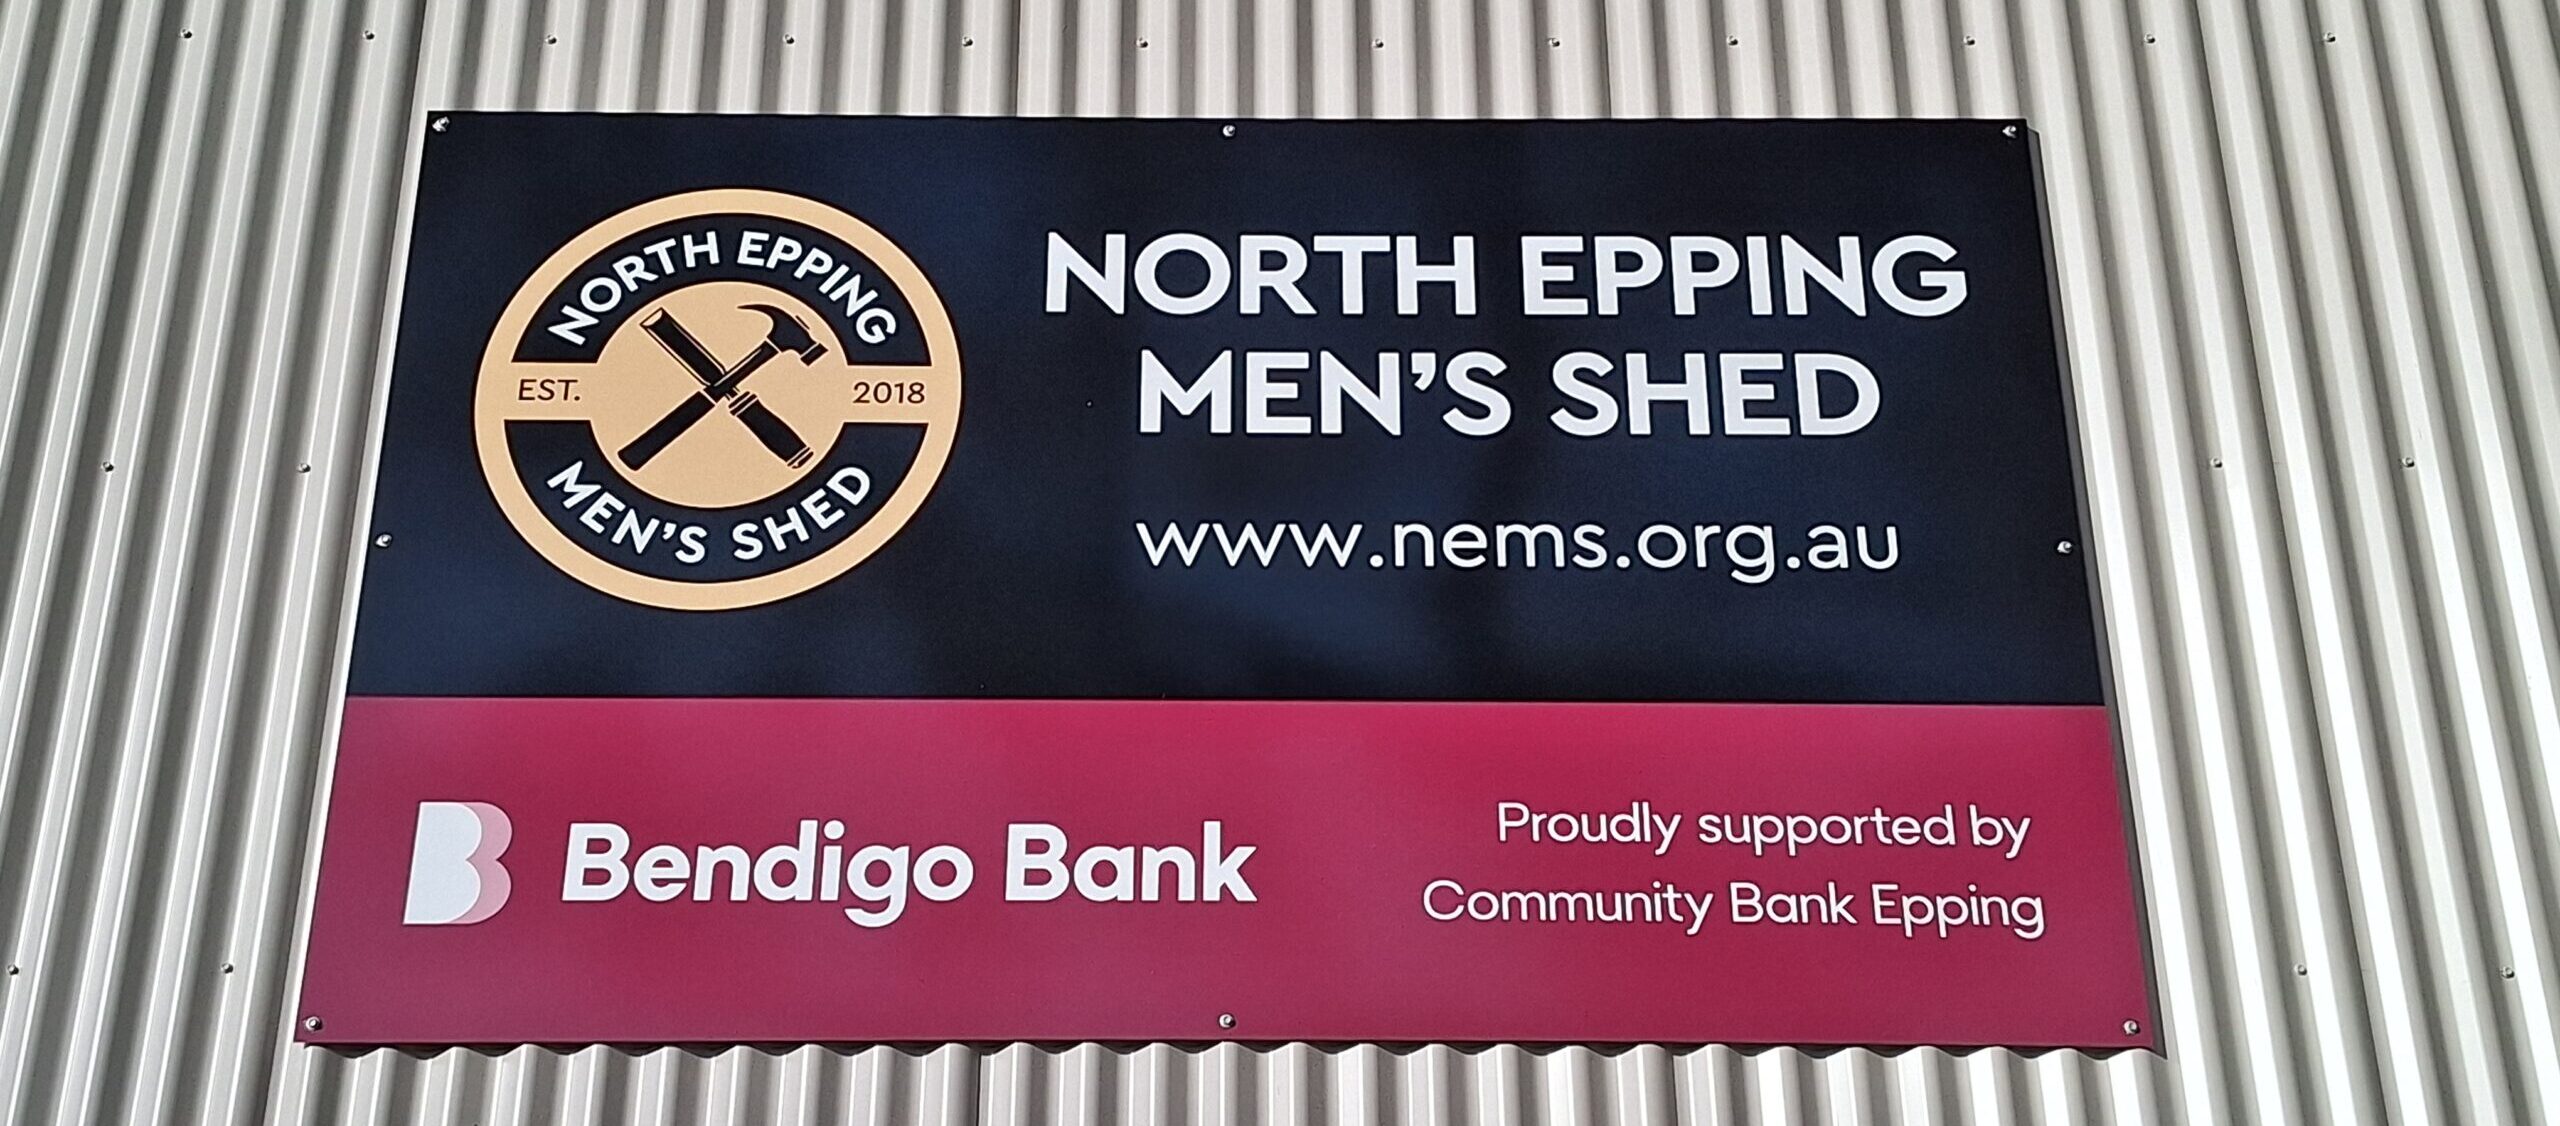 NORTH EPPING
EST. 2018
MEN'S SHED
NORTH EPPING
MEN'S SHED
www.nems.org.au
Bendigo Bank
Proudly supported by
Community Bank Epping